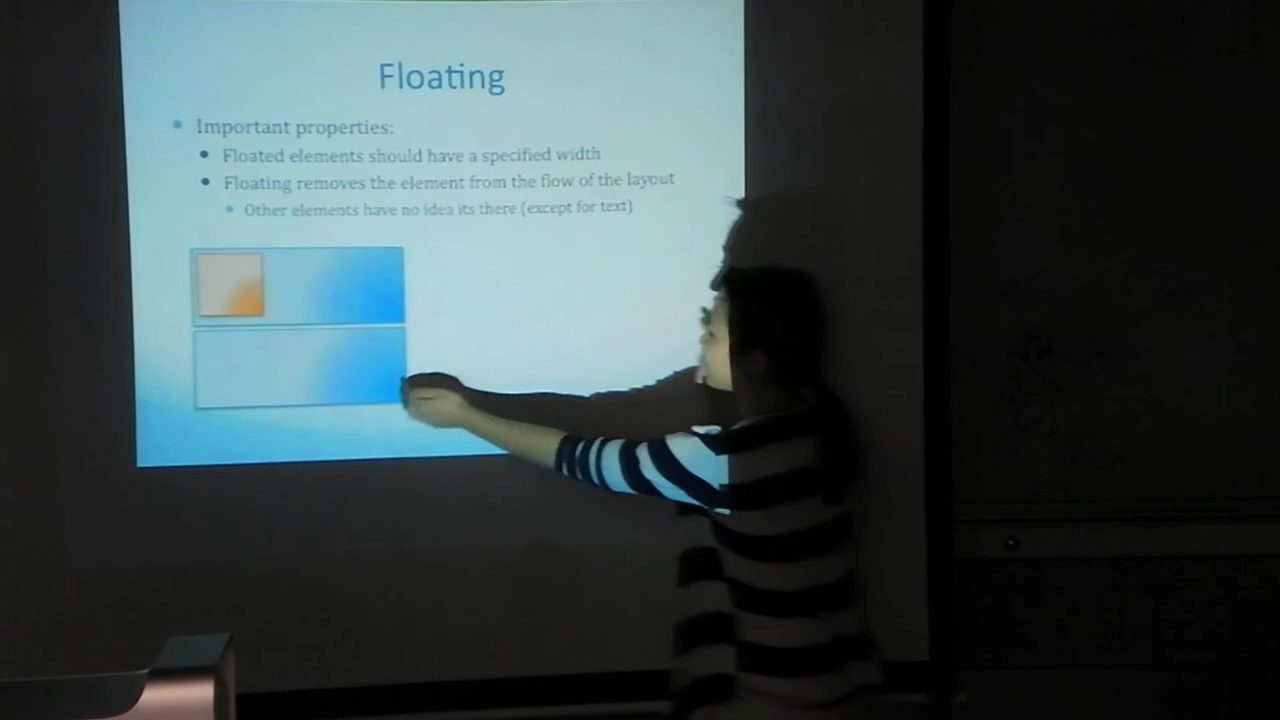 Floating
Important properties:
Floated elements should have a specified width
Floating removes the element from the flow of the layout
Other elements have no idea its there (except for text)